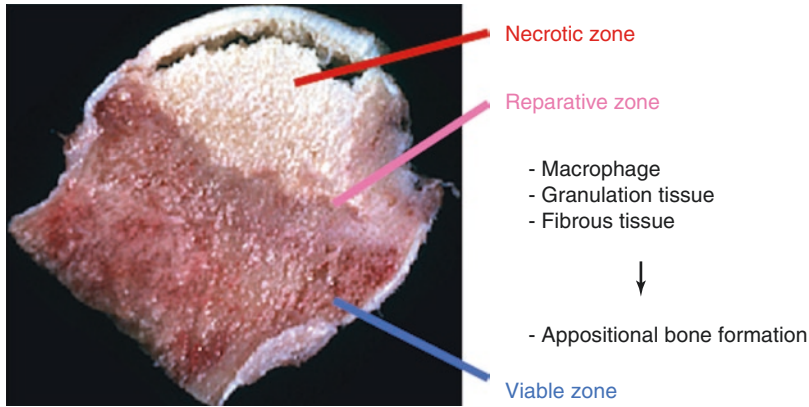 Necrotic zone
Reparative zone
- Macrophage
- Granulation tissue
- Fibrous tissue
- Appositional bone formation
Viable zone